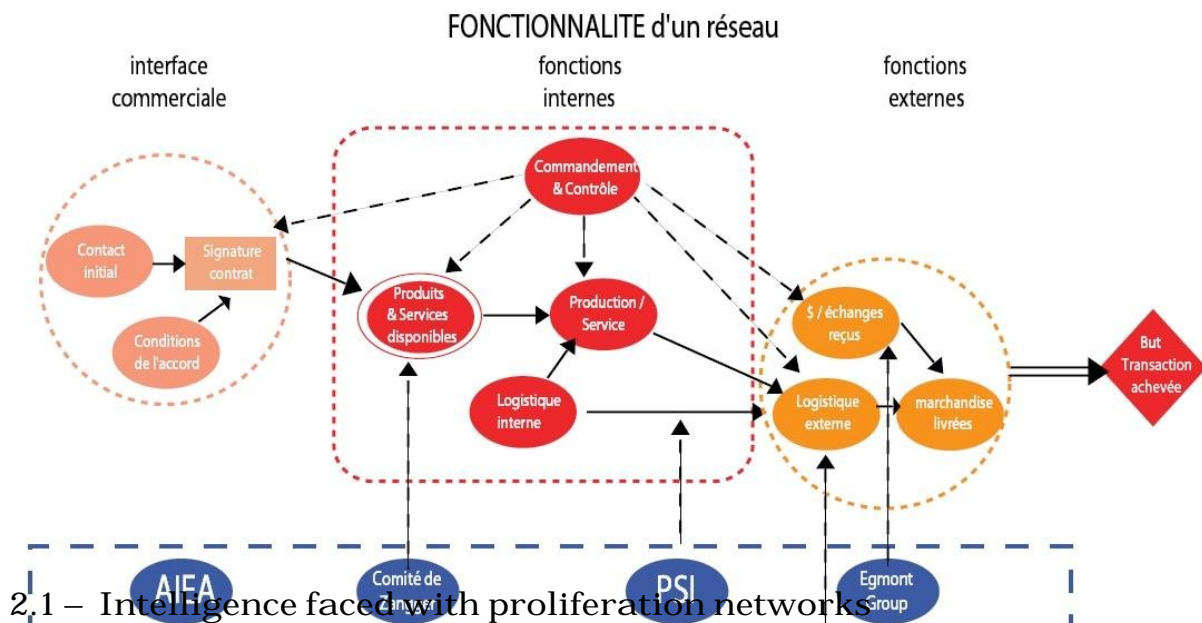 FONCTIONNALITE d'un réseau
interface
commerciale
fonctions
internes
fonctions
externes
Commandement
& Contrôle
Contact
initial
Signature
contrat
Conditions
de l'accord
Produits
& Services
disponibles
Production /
Service
Logistique
interne
$ / échanges
reçus
Logistique
externe
marchandise
livrées
But
Transaction
achevée
AIEA
Comité de
Zangger
PSI
Egmont
Group
2.1 – Intelligence faced with proliferation networks